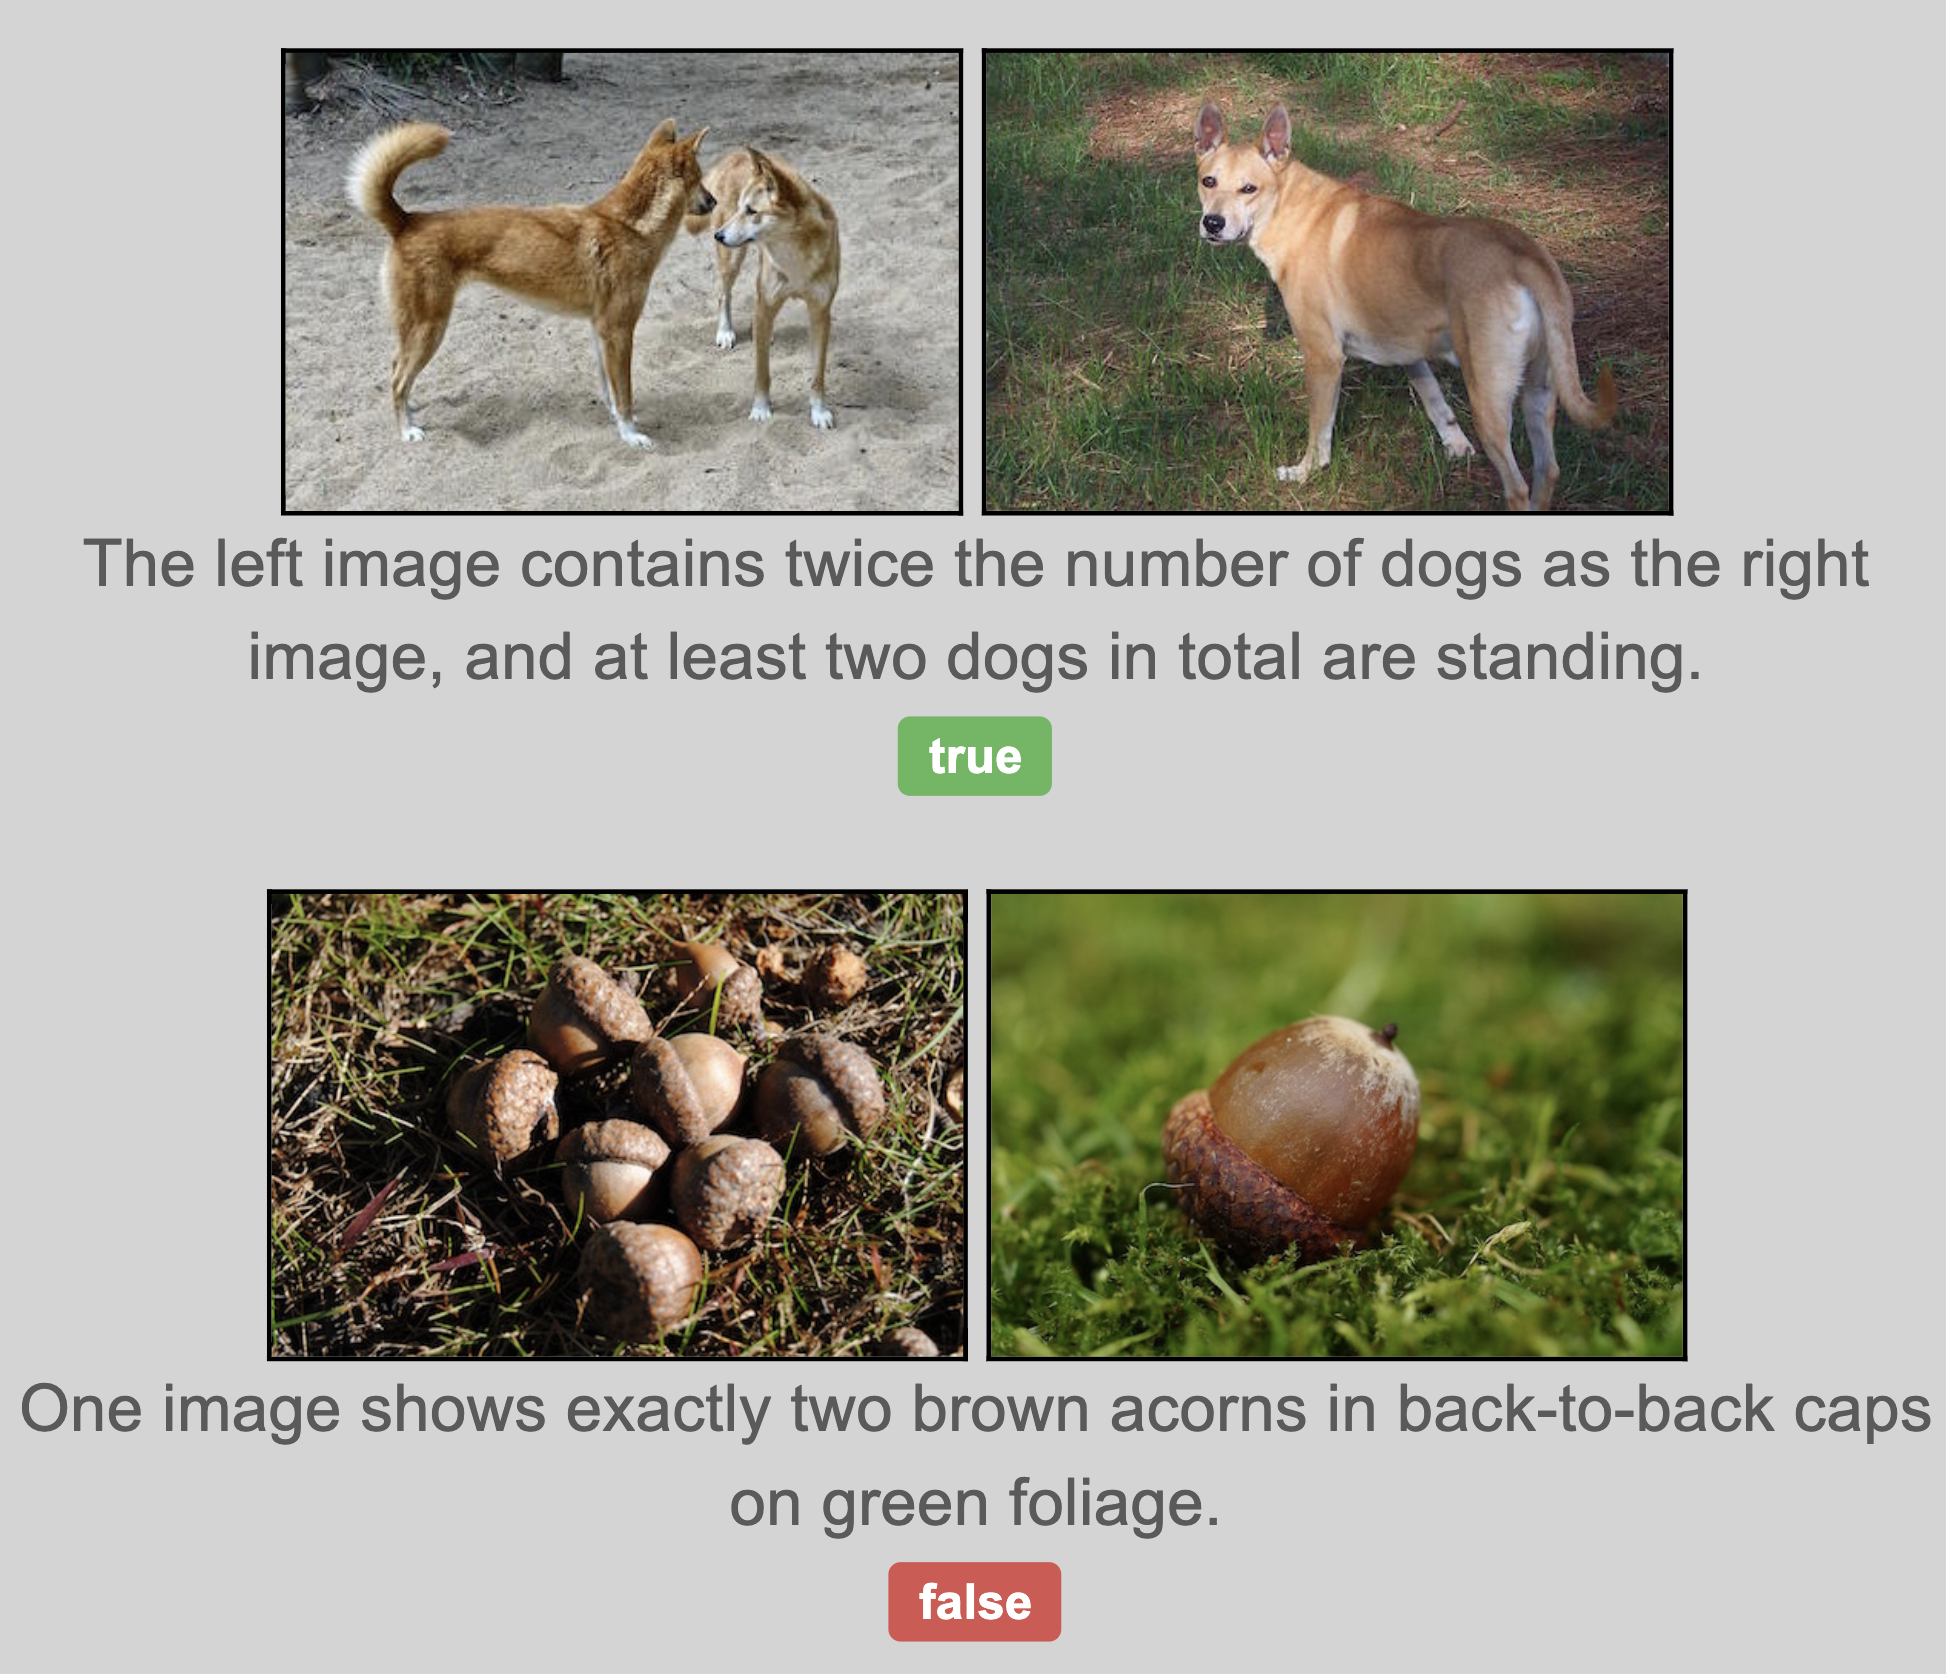 The left image contains twice the number of dogs as the right
image, and at least two dogs in total are standing.
true
One image shows exactly two brown acorns in back-to-back caps
on green foliage.
false